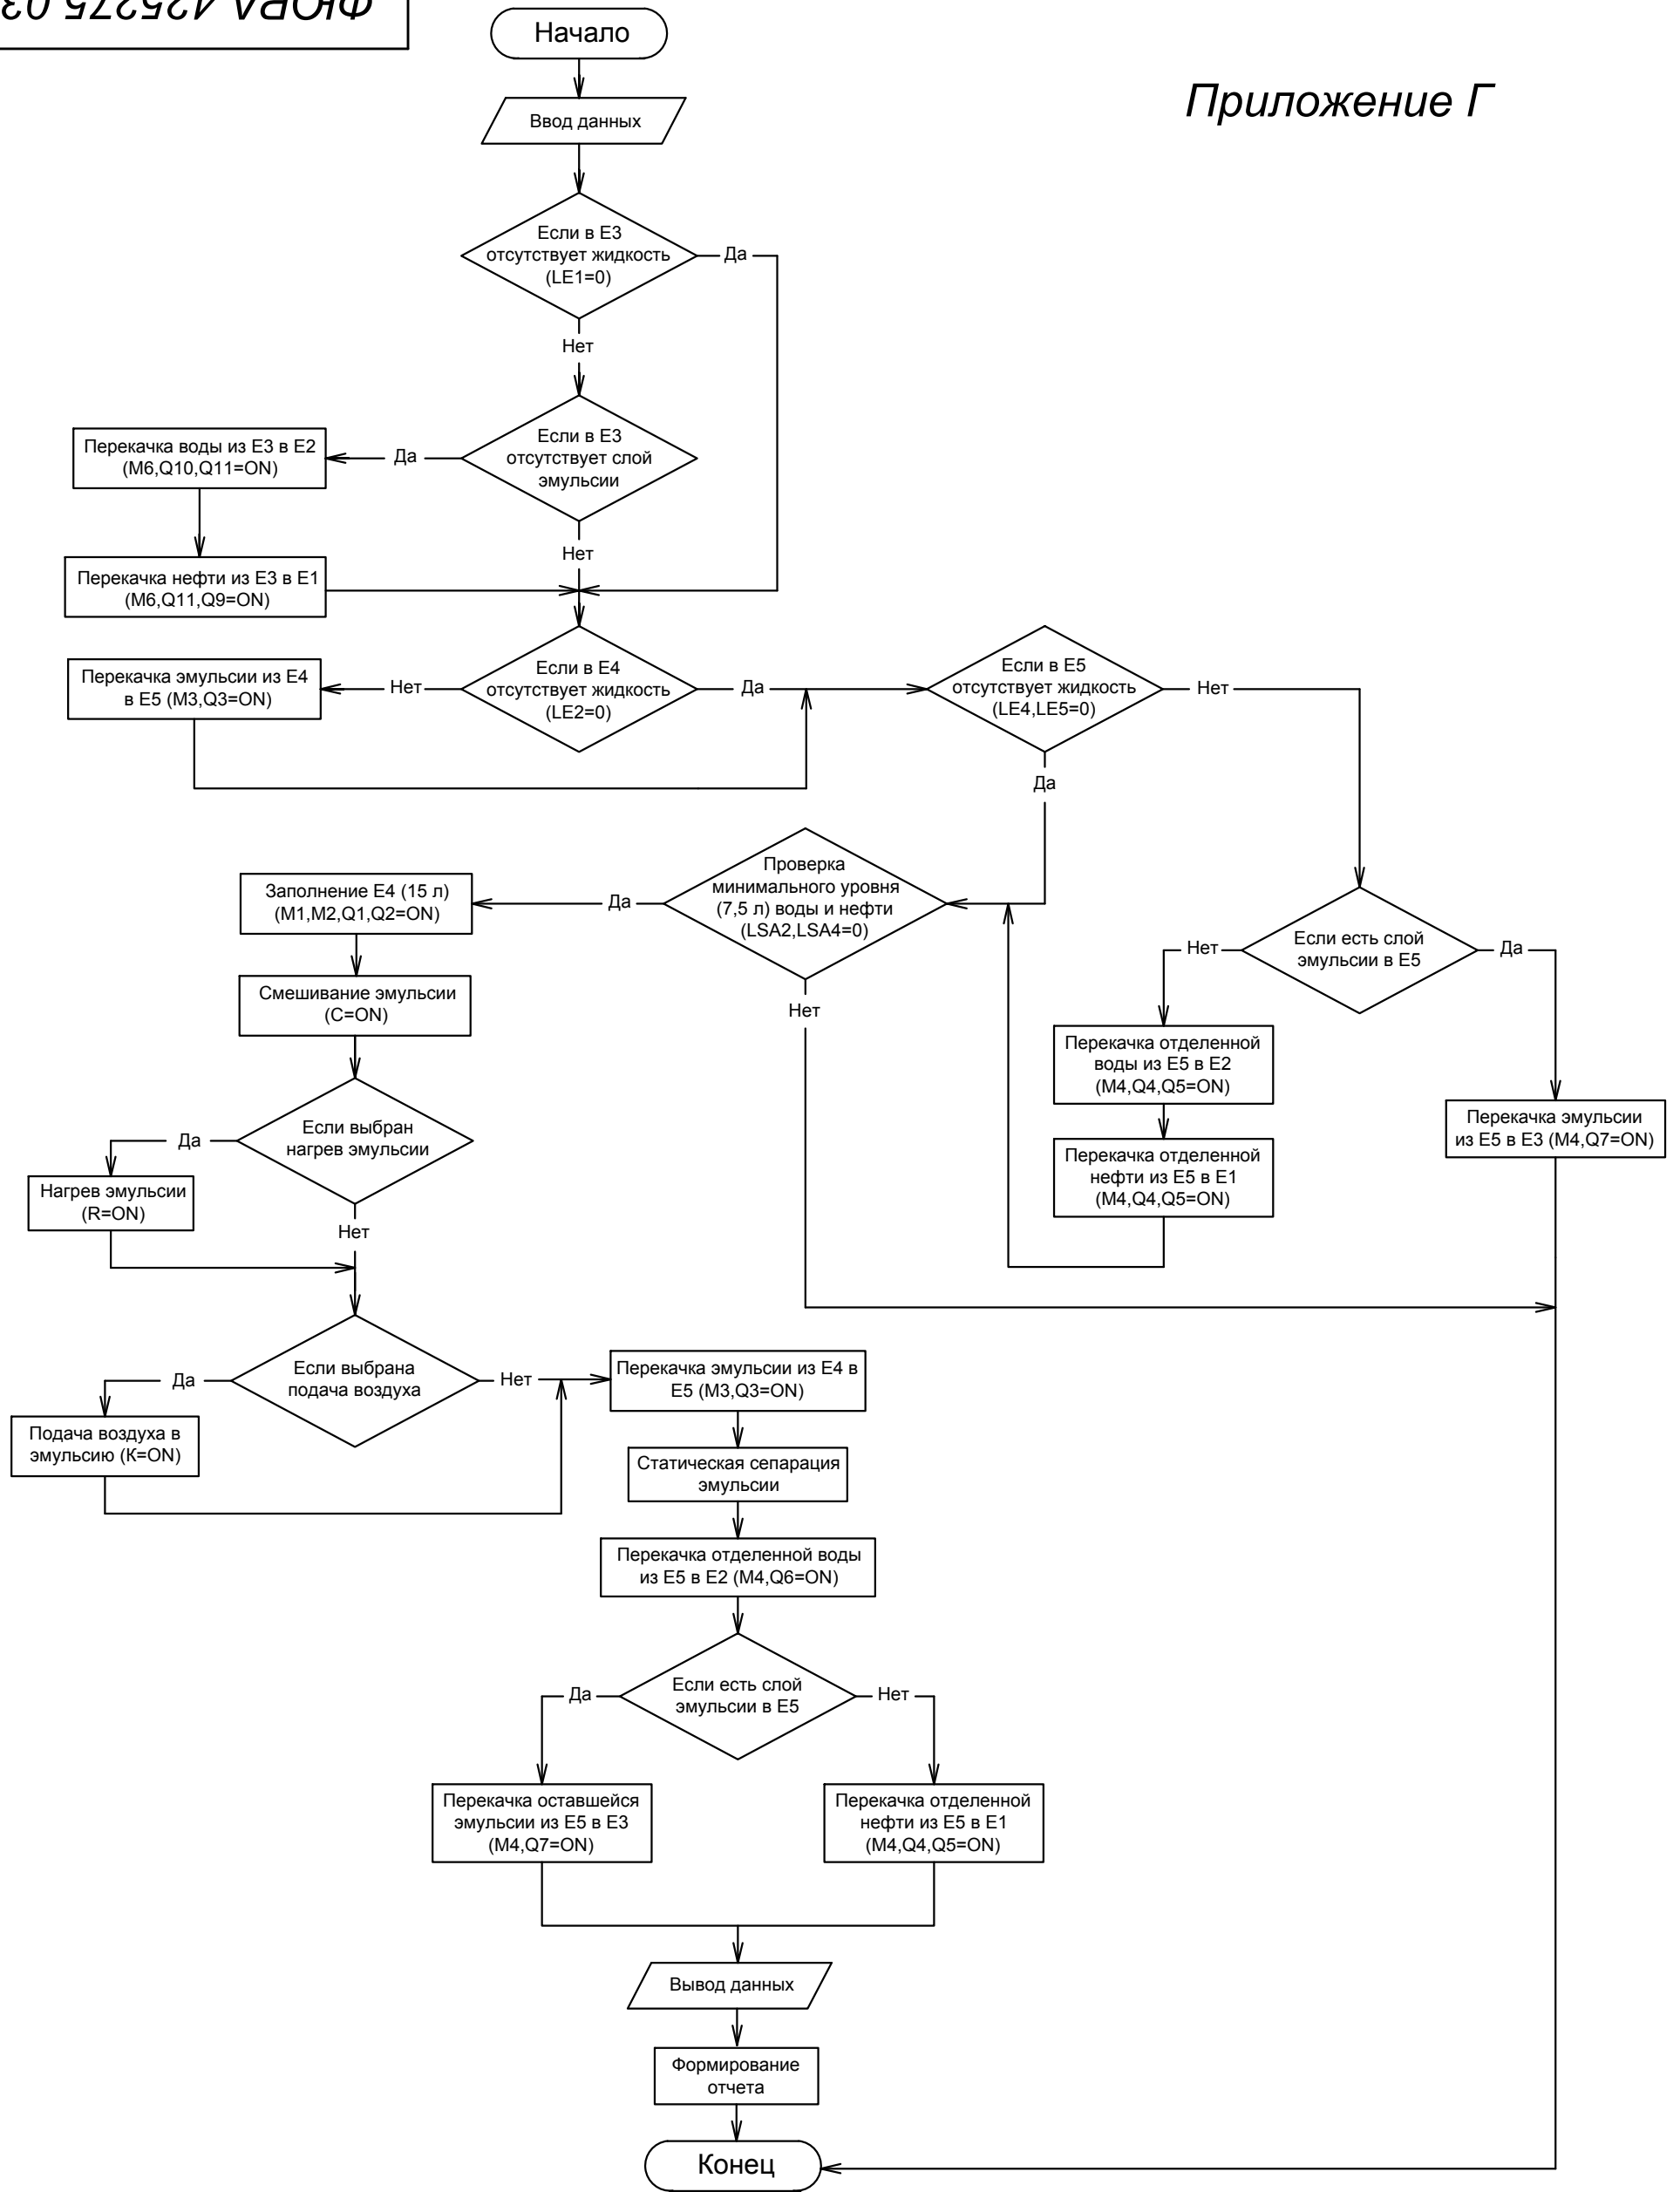 ФЮРА 425275 03
Приложение Г
Начало
Ввод данных
Если в Е3
отсутствует жидкость
(LE1=0)
Да
Нет
Если в Е3
отсутствует слой
эмульсии
Да
Перекачка воды из Е3 в Е2
(M6,Q10,Q11=ON)
Нет
Перекачка нефти из Е3 в Е1
(M6,Q11,Q9=ON)
Если в Е4
отсутствует жидкость
(LE2=0)
Нет
Перекачка эмульсии из Е4
в Е5 (M3,Q3=ON)
Да
Если в Е5
отсутствует жидкость
(LE4,LE5=0)
Нет
Да
Проверка
минимального уровня
(7,5 л) воды и нефти
(LSA2,LSA4=0)
Да
Заполнение Е4 (15 л)
(M1,M2,Q1,Q2=ON)
Нет
Если есть слой
эмульсии в Е5
Нет
Да
Перекачка отделенной
воды из Е5 в Е2
(M4,Q4,Q5=ON)
Перекачка отделенной
нефти из Е5 в Е1
(M4,Q4,Q5=ON)
Перекачка эмульсии
из Е5 в Е3 (M4,Q7=ON)
Смешивание эмульсии
(C=ON)
Если выбран
нагрев эмульсии
Да
Нагрев эмульсии
(R=ON)
Нет
Если выбрана
подача воздуха
Да
Подача воздуха в
эмульсию (К=ON)
Нет
Перекачка эмульсии из Е4 в
Е5 (M3,Q3=ON)
Статическая сепарация
эмульсии
Перекачка отделенной воды
из Е5 в Е2 (M4,Q6=ON)
Если есть слой
эмульсии в Е5
Да
Нет
Перекачка оставшейся
эмульсии из Е5 в Е3
(M4,Q7=ON)
Перекачка отделенной
нефти из Е5 в Е1
(M4,Q4,Q5=ON)
Вывод данных
Формирование
отчета
Конец